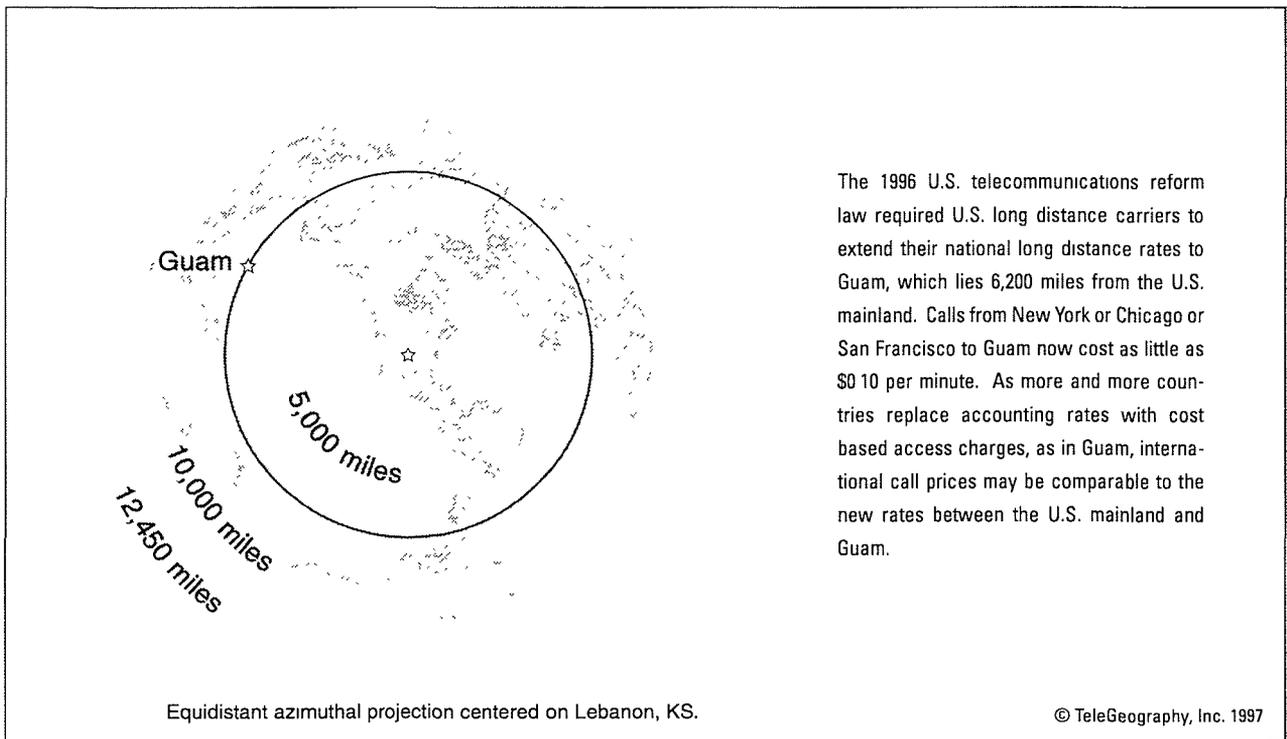 The 1996 U.S. telecommunications reform
law required U.S. long distance carriers to
extend their national long distance rates to
Guam, which lies 6,200 miles from the U.S.
mainland. Calls from New York or Chicago or
San Francisco to Guam now cost as little as
$0 10 per minute. As more and more coun-
tries replace accounting rates with cost
based access charges, as in Guam, interna-
tional call prices may be comparable to the
new rates between the U.S. mainland and
Guam.
Guam
5,000 miles
10,000 miles
12,450 miles
Equidistant azimuthal projection centered on Lebanon, KS.
© TeleGeography, Inc. 1997